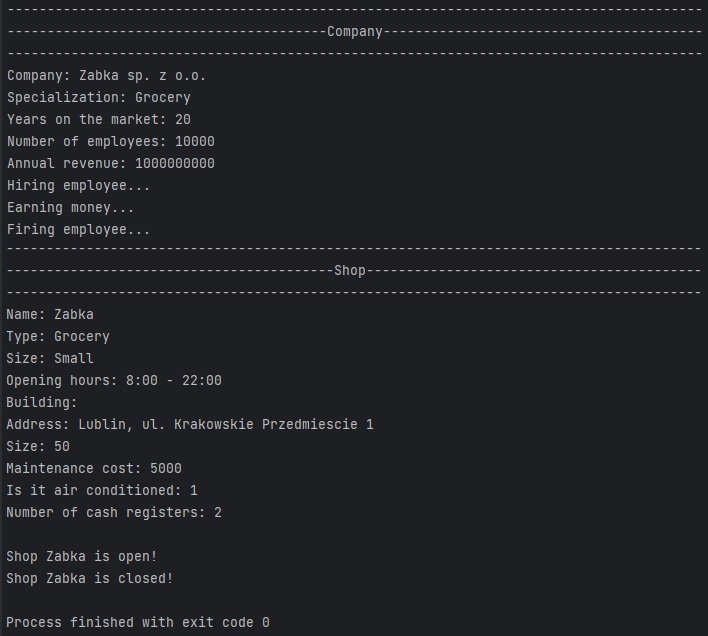 ---------------------------------------------------------------------------------------
----------------------------------------Company----------------------------------------
---------------------------------------------------------------------------------------
Company: Zabka sp. z o.o.
Specialization: Grocery
Years on the market: 20
Number of employees: 10000
Annual revenue: 1000000000
Hiring employee...
Earning money...
Firing employee...
---------------------------------------------------------------------------------------
-----------------------------------------Shop------------------------------------------
---------------------------------------------------------------------------------------
Name: Zabka
Type: Grocery
Size: Small
Opening hours: 8:00 - 22:00
Building:
Address: Lublin, ul. Krakowskie Przedmiescie 1
Size: 50
Maintenance cost: 5000
Is it air conditioned: 1
Number of cash registers: 2
Shop Zabka is open!
Shop Zabka is closed!
Process finished with exit code 0